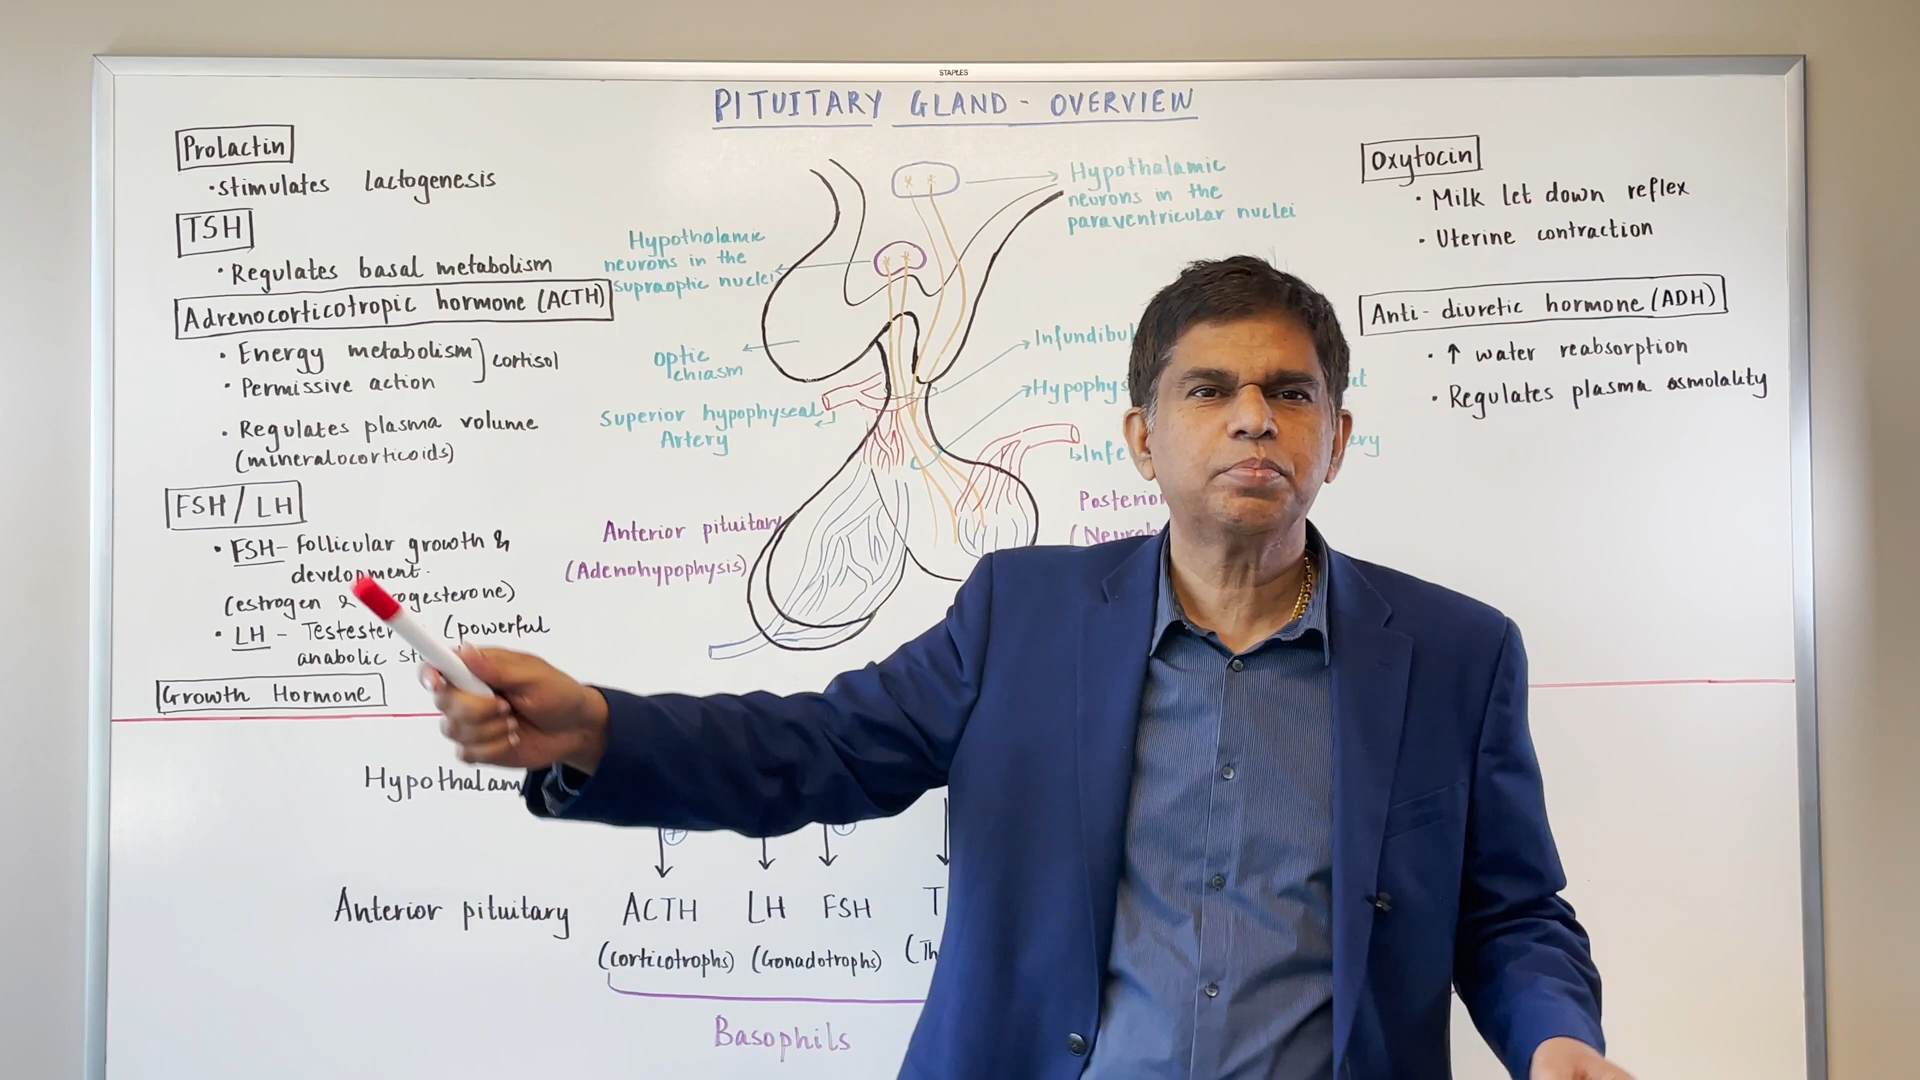 STAPLES
PITUITARY GLAND - OVERVIEW
Prolactin
• stimulates lactogenesis
TSH
• Regulates basal metabolism
Adrenocorticotropic hormone (ACTH)
• Energy metabolism
• Permissive action
cortisol
• Regulates plasma volume
(mineralocorticoids)
FSH / LH
• FSH - Follicular growth &
development.
(estrogen &
• LH - (powerful
anabolic
Growth Hormone
Hypothalamic
neurons in the
supraoptic nuclei
Optic
chiasm
Superior hypophyseal
Artery
Anterior pituitary
(Adenohypophysis)
Hypothalamic
neurons in the
paraventricular nuclei
Oxytocin
• Milk let down reflex
• Uterine contraction
Anti-diuretic hormone (ADH)
• ↑ water reabsorption
• Regulates plasma osmolality
Anterior pituitary ACTH LH FSH
(Corticotrophs) (Gonadotrophs)
Basophils